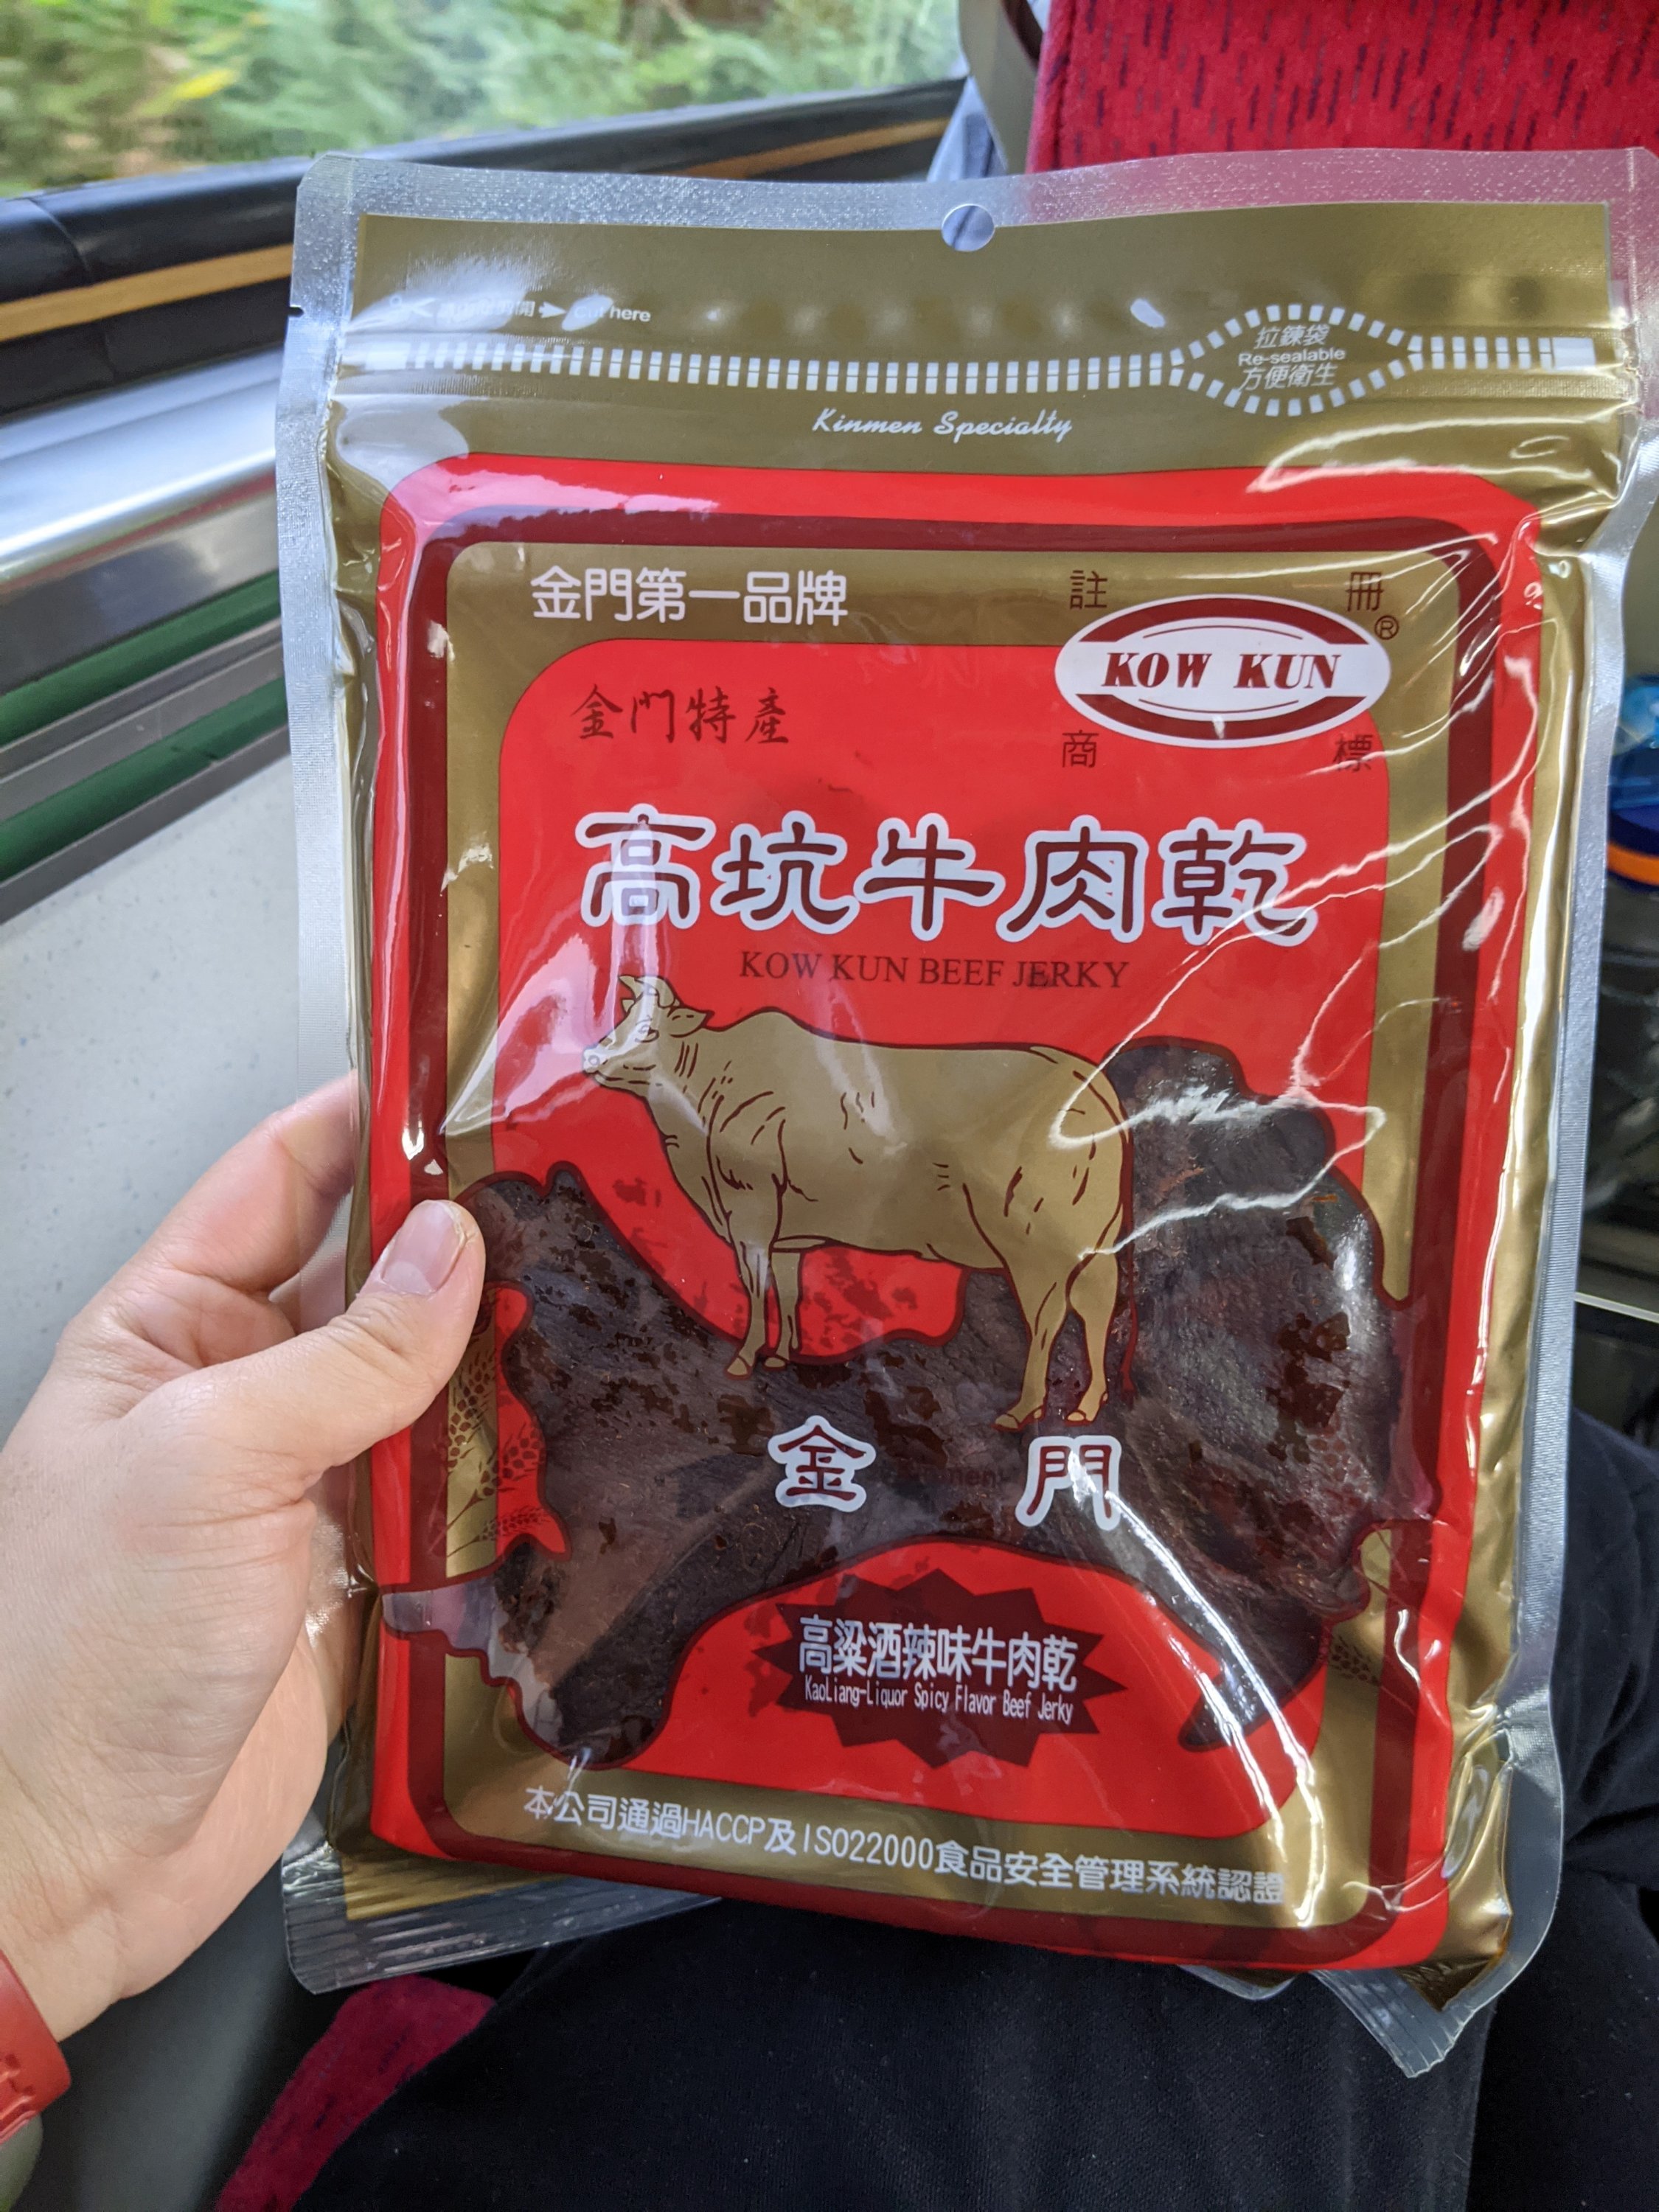 Cut here
拉鍊袋
Re-sealable
方便衛生
Kinmen Specialty
金門第一品牌
註冊
®
KOW KUN
商標
金門特產
高坑牛肉乾
KOW KUN BEEF JERKY
金門
高粱酒辣味牛肉乾
KaoLiang-Liquor Spicy Flavor Beef Jerky
本公司通過HACCP及ISO22000食品安全管理系統認證